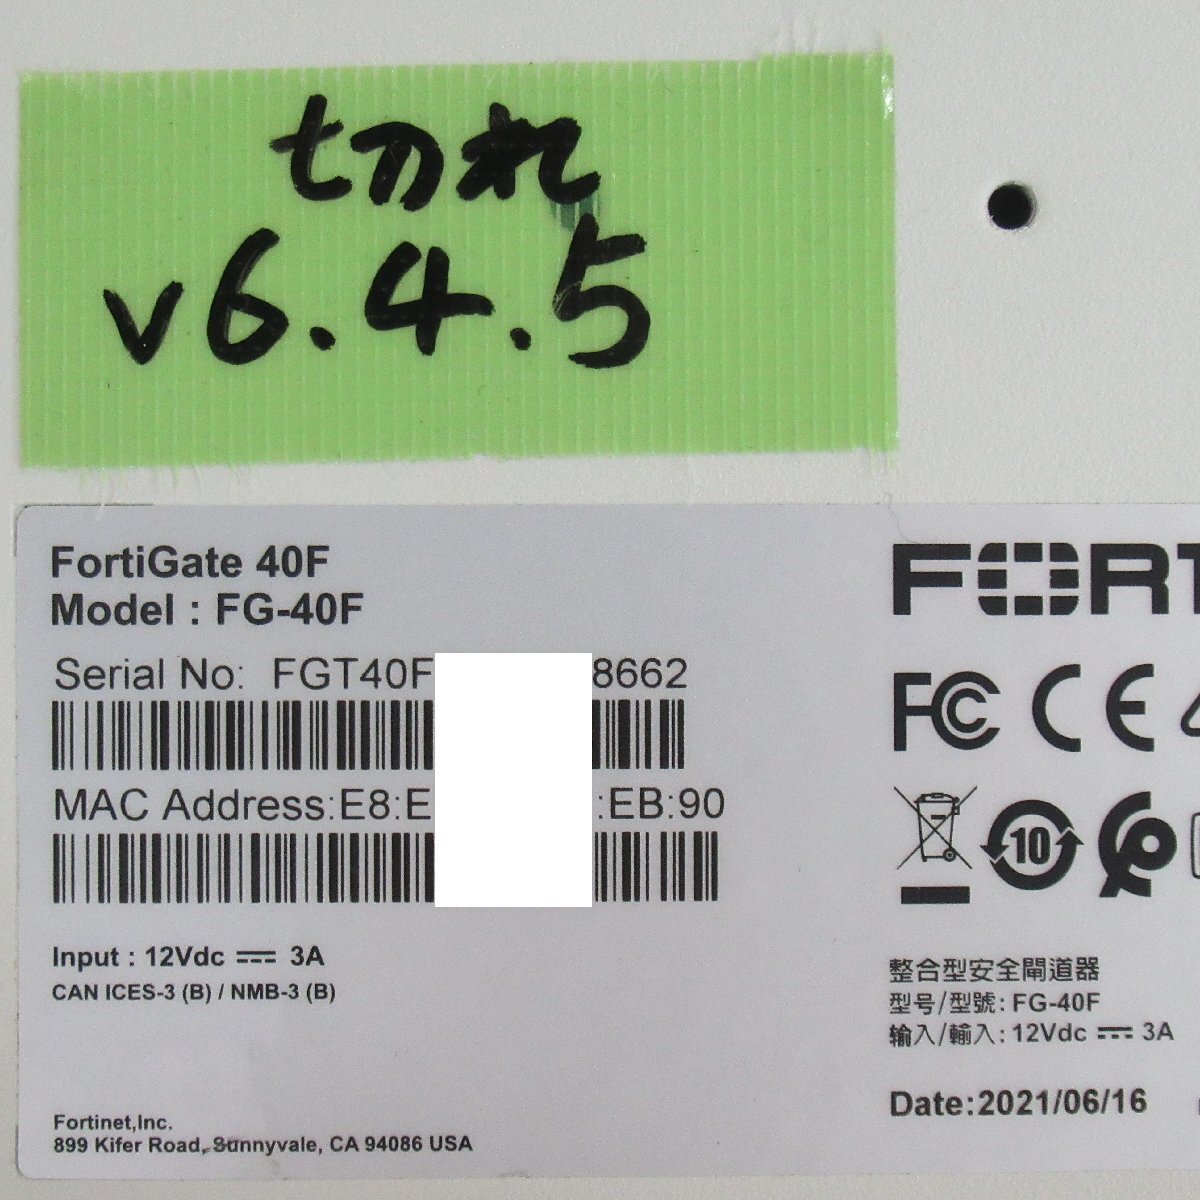 切れ
v6.4.5
FortiGate 40F
Model : FG-40F
Serial No: FGT40F 8662
MAC Address:E8:E :EB:90
Input : 12Vdc ⎓ 3A
CAN ICES-3 (B) / NMB-3 (B)
Fortinet,Inc.
899 Kifer Road, Sunnyvale, CA 94086 USA
FORT
FC CE
10
整合型安全閘道器
型号/型號: FG-40F
输入/輸入: 12Vdc ⎓ 3A
Date:2021/06/16